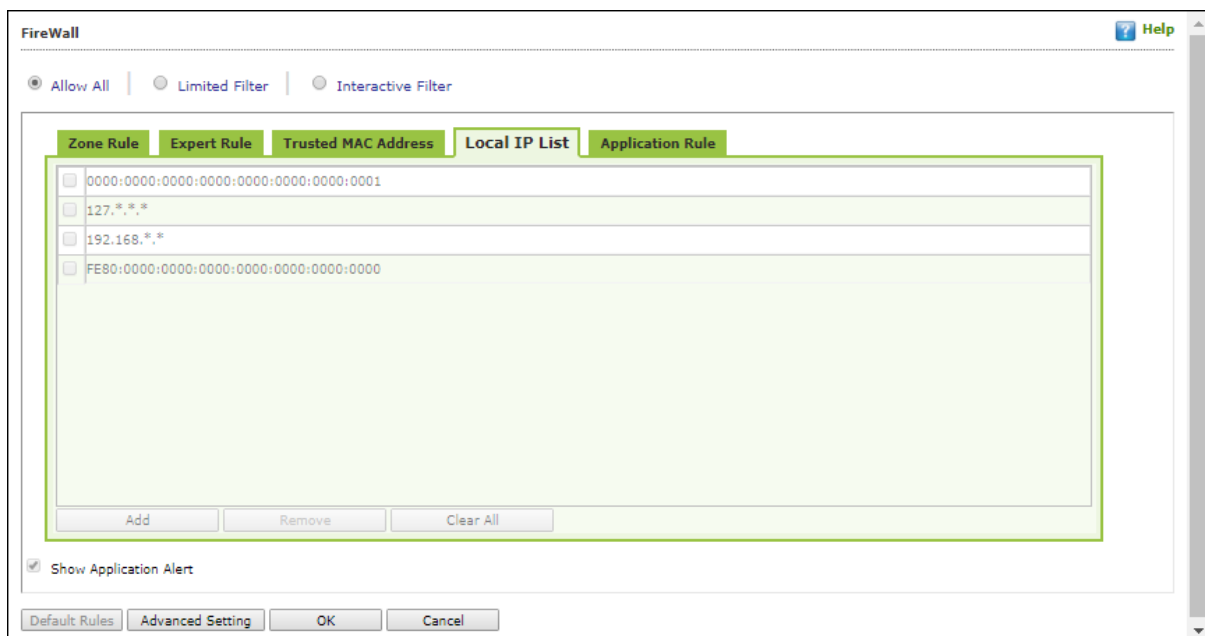 FireWall
Help
Allow All Limited Filter Interactive Filter
Zone Rule Expert Rule Trusted MAC Address Local IP List Application Rule
0000:0000:0000:0000:0000:0000:0000:0001
127.*.*.*
192.168.*.*
FE80:0000:0000:0000:0000:0000:0000:0000
Add Remove Clear All
Show Application Alert
Default Rules Advanced Setting OK Cancel